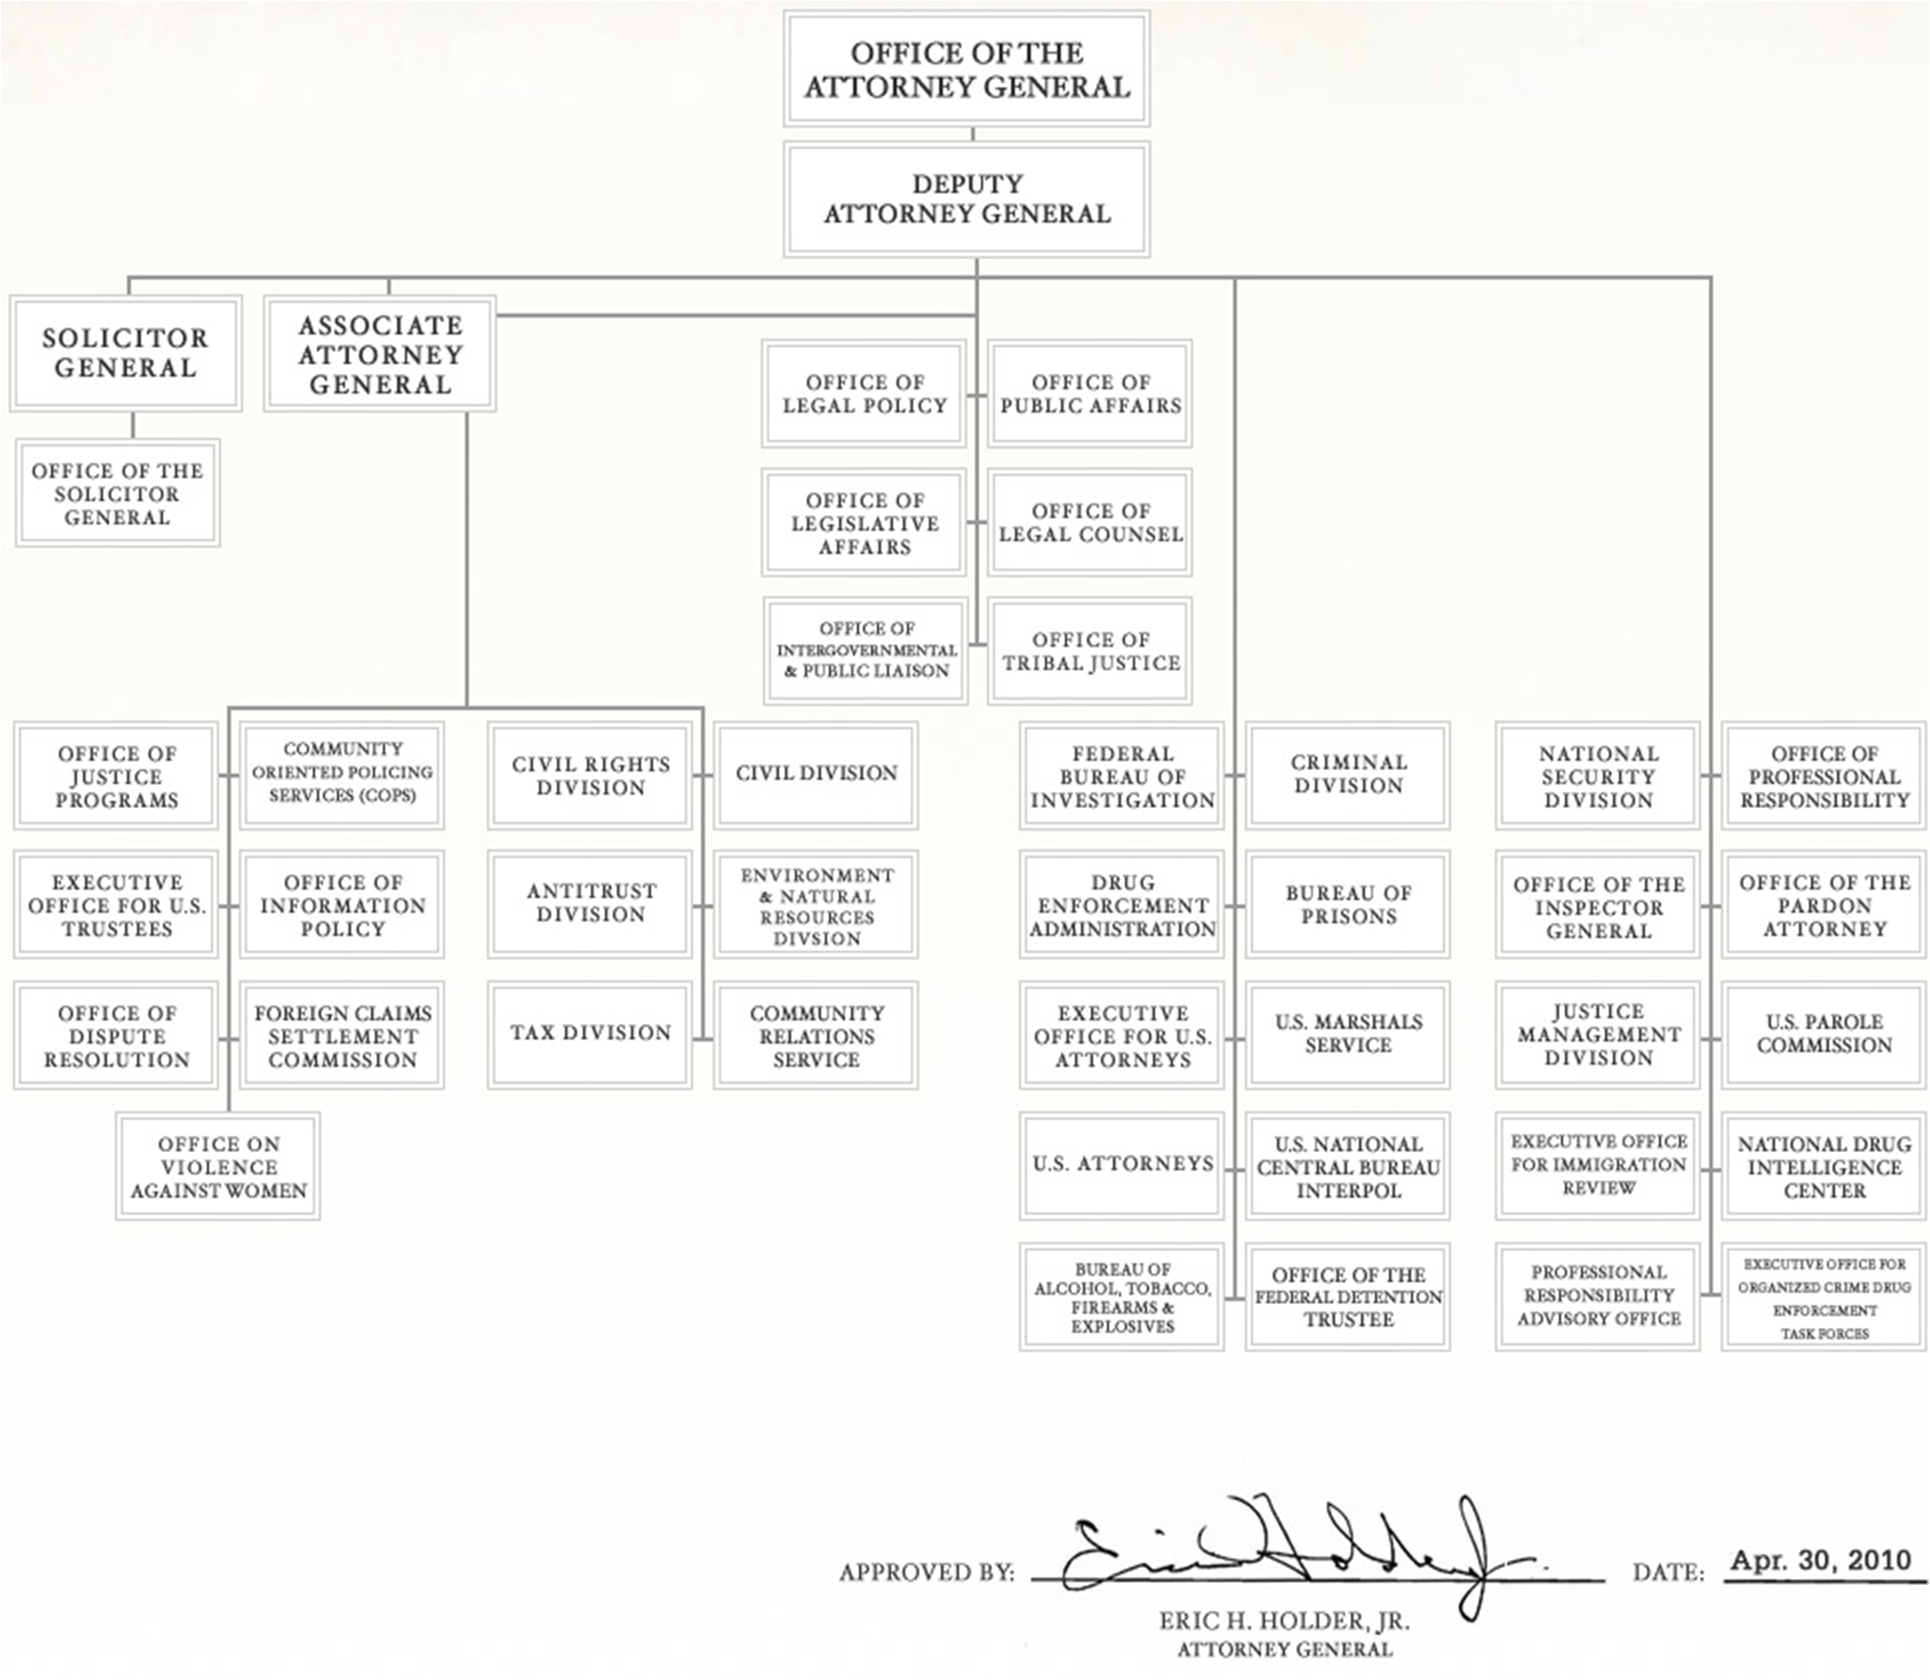 OFFICE OF THE
ATTORNEY GENERAL
DEPUTY
ATTORNEY GENERAL
SOLICITOR
GENERAL
ASSOCIATE
ATTORNEY
GENERAL
OFFICE OF THE
SOLICITOR
GENERAL
OFFICE OF
LEGAL POLICY
OFFICE OF
PUBLIC AFFAIRS
OFFICE OF
LEGISLATIVE
AFFAIRS
OFFICE OF
LEGAL COUNSEL
OFFICE OF
INTERGOVERNMENTAL
& PUBLIC LIAISON
OFFICE OF
TRIBAL JUSTICE
OFFICE OF
JUSTICE
PROGRAMS
COMMUNITY
ORIENTED POLICING
SERVICES (COPS)
CIVIL RIGHTS
DIVISION
CIVIL DIVISION
FEDERAL
BUREAU OF
INVESTIGATION
CRIMINAL
DIVISION
NATIONAL
SECURITY
DIVISION
OFFICE OF
PROFESSIONAL
RESPONSIBILITY
EXECUTIVE
OFFICE FOR U.S.
TRUSTEES
OFFICE OF
INFORMATION
POLICY
ANTITRUST
DIVISION
ENVIRONMENT
& NATURAL
RESOURCES
DIVSION
DRUG
ENFORCEMENT
ADMINISTRATION
BUREAU OF
PRISONS
OFFICE OF THE
INSPECTOR
GENERAL
OFFICE OF THE
PARDON
ATTORNEY
OFFICE OF
DISPUTE
RESOLUTION
FOREIGN CLAIMS
SETTLEMENT
COMMISSION
TAX DIVISION
COMMUNITY
RELATIONS
SERVICE
EXECUTIVE
OFFICE FOR U.S.
ATTORNEYS
U.S. MARSHALS
SERVICE
JUSTICE
MANAGEMENT
DIVISION
U.S. PAROLE
COMMISSION
OFFICE ON
VIOLENCE
AGAINST WOMEN
U.S. ATTORNEYS
U.S. NATIONAL
CENTRAL BUREAU
INTERPOL
EXECUTIVE OFFICE
FOR IMMIGRATION
REVIEW
NATIONAL DRUG
INTELLIGENCE
CENTER
BUREAU OF
ALCOHOL, TOBACCO,
FIREARMS &
EXPLOSIVES
OFFICE OF THE
FEDERAL DETENTION
TRUSTEE
PROFESSIONAL
RESPONSIBILITY
ADVISORY OFFICE
EXECUTIVE OFFICE FOR
ORGANIZED CRIME DRUG
ENFORCEMENT
TASK FORCES
APPROVED BY: Eric Holder Jr. DATE: Apr. 30, 2010
ERIC H. HOLDER, JR.
ATTORNEY GENERAL